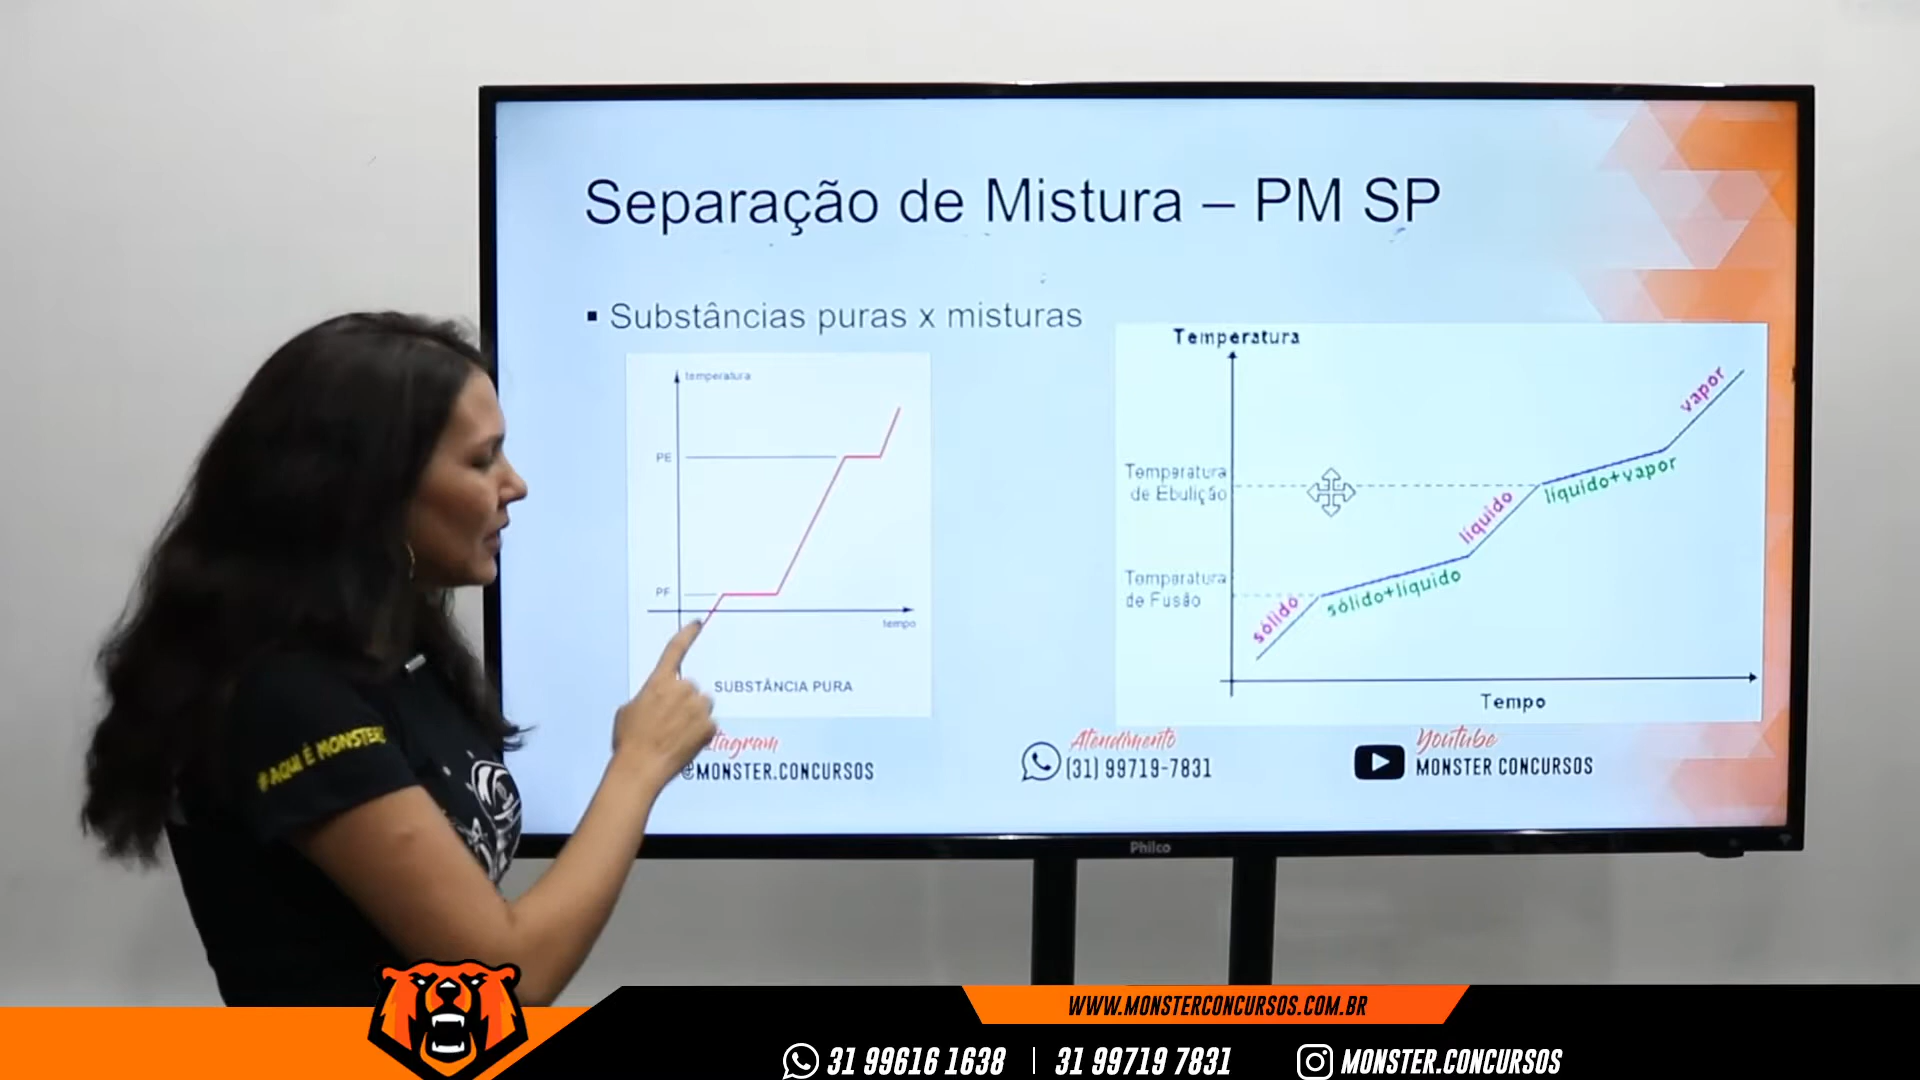 Separação de Mistura – PM SP
▪ Substâncias puras x misturas
temperatura
PE
PF
tempo
SUBSTÂNCIA PURA
Temperatura
Temperatura
de Ebulição
Temperatura
de Fusão
sólido
sólido+líquido
líquido
líquido+vapor
vapor
Tempo
@MONSTER.CONCURSOS
Atendimento
(31) 99719-7831
Youtube
MONSTER CONCURSOS
Philco
#AQUI É MONSTER
WWW.MONSTERCONCURSOS.COM.BR
31 99616 1638 | 31 99719 7831
MONSTER.CONCURSOS